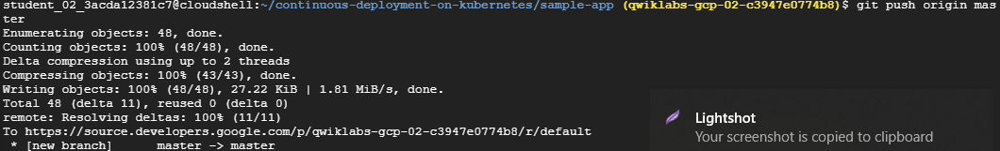 student_02_3acda12381c7@cloudshell:~/continuous-deployment-on-kubernetes/sample-app (qwiklabs-gcp-02-c3947e0774b8)$ git push origin mas
ter
Enumerating objects: 48, done.
Counting objects: 100% (48/48), done.
Delta compression using up to 2 threads
Compressing objects: 100% (43/43), done.
Writing objects: 100% (48/48), 27.22 KiB | 1.81 MiB/s, done.
Total 48 (delta 11), reused 0 (delta 0)
remote: Resolving deltas: 100% (11/11)
To https://source.developers.google.com/p/qwiklabs-gcp-02-c3947e0774b8/r/default
 * [new branch]      master -> master
Lightshot
Your screenshot is copied to clipboard